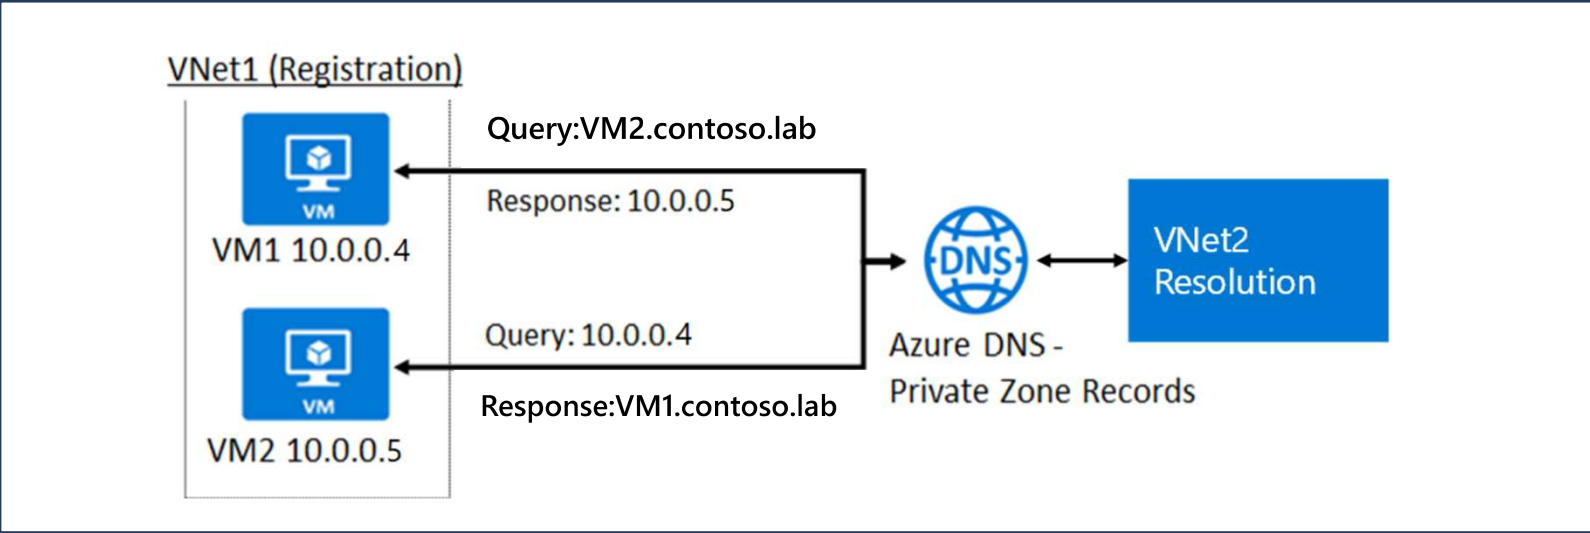 VNet1 (Registration)
VM
VM1 10.0.0.4
VM
VM2 10.0.0.5
Query:VM2.contoso.lab
Response: 10.0.0.5
Query: 10.0.0.4
Response:VM1.contoso.lab
DNS
Azure DNS -
Private Zone Records
VNet2
Resolution